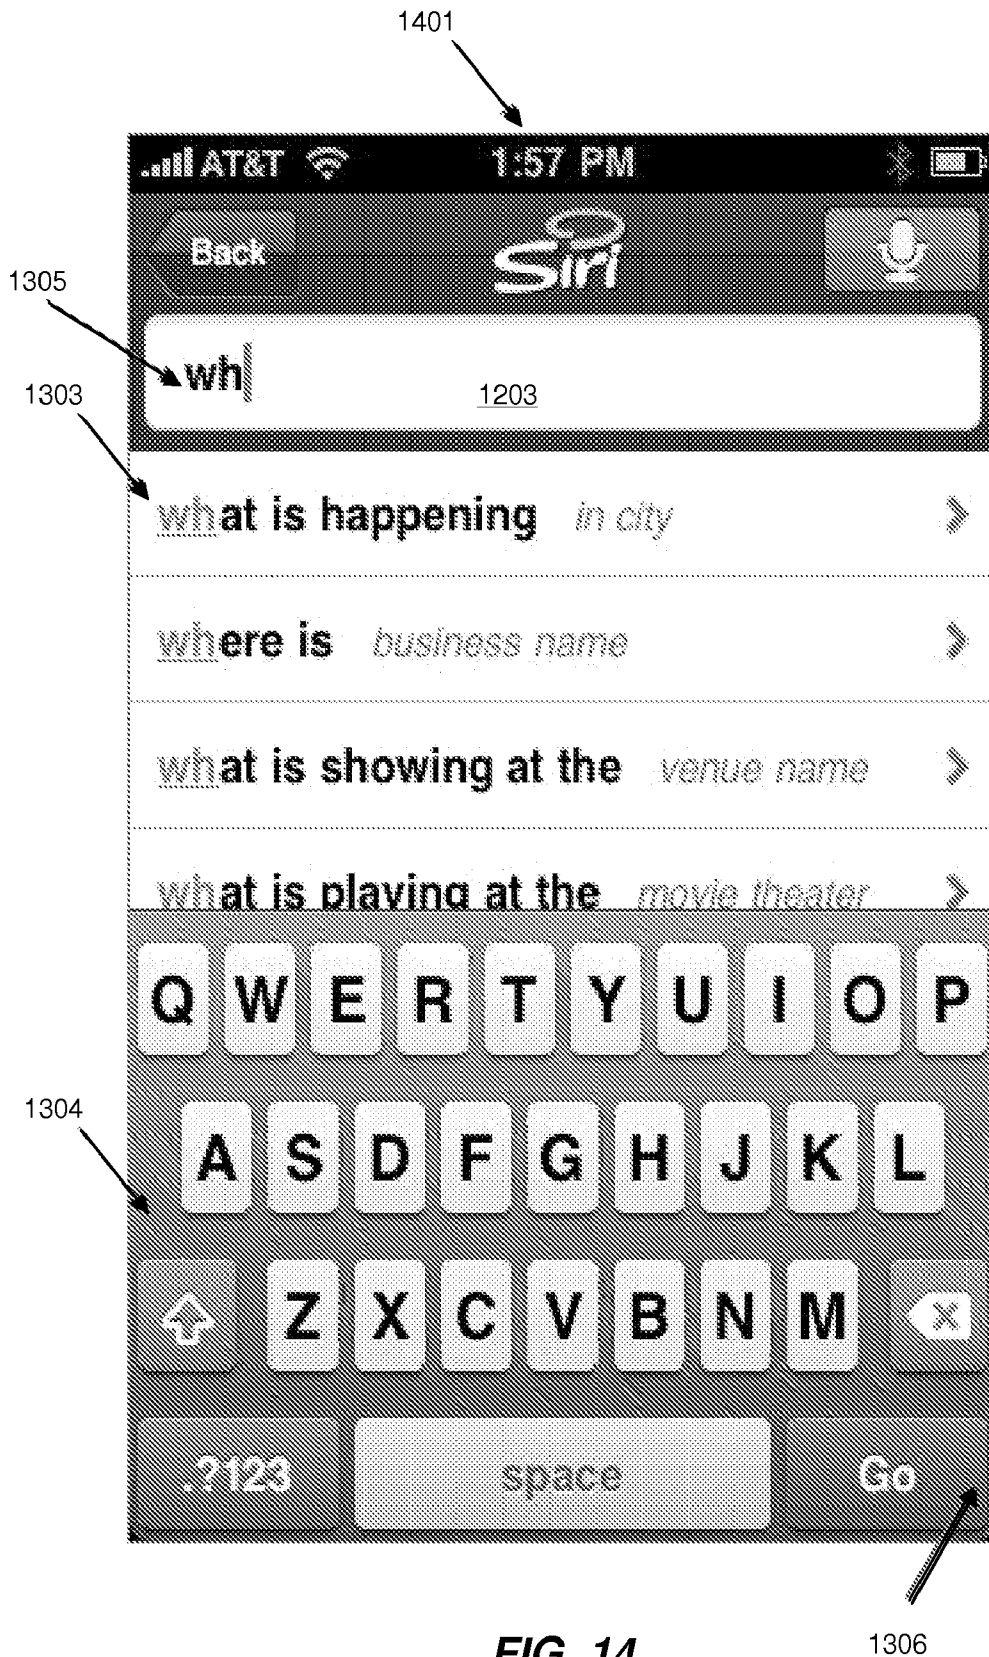 1401
AT&T 1:57 PM
Back Siri
1305
wh
1203
1303
what is happening in city
where is business name
what is showing at the venue name
what is playing at the movie theater
Q W E R T Y U I O P
1304
A S D F G H J K L
Z X C V B N M
.?123 space Go
1306
FIG. 14